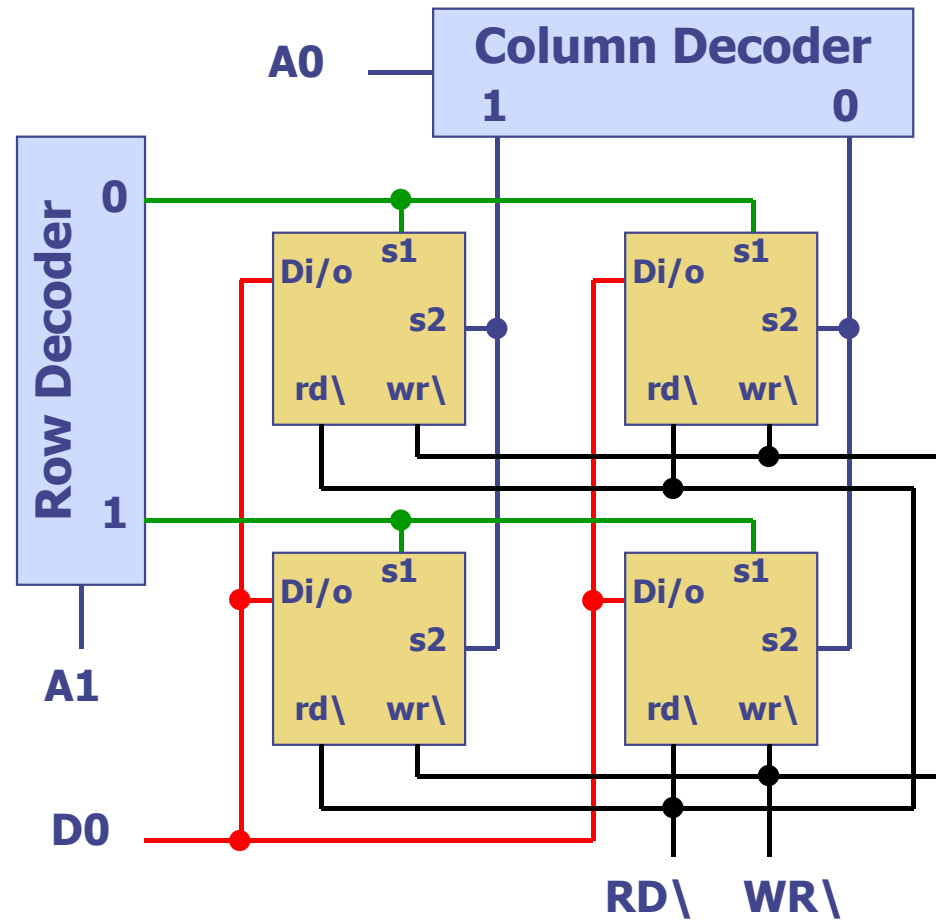 Column Decoder
A0
1 0
Row Decoder
0
s1 s1
Di/o Di/o
s2 s2
rd\ wr\ rd\ wr\
1
s1 s1
Di/o Di/o
s2 s2
A1
rd\ wr\ rd\ wr\
D0
RD\ WR\